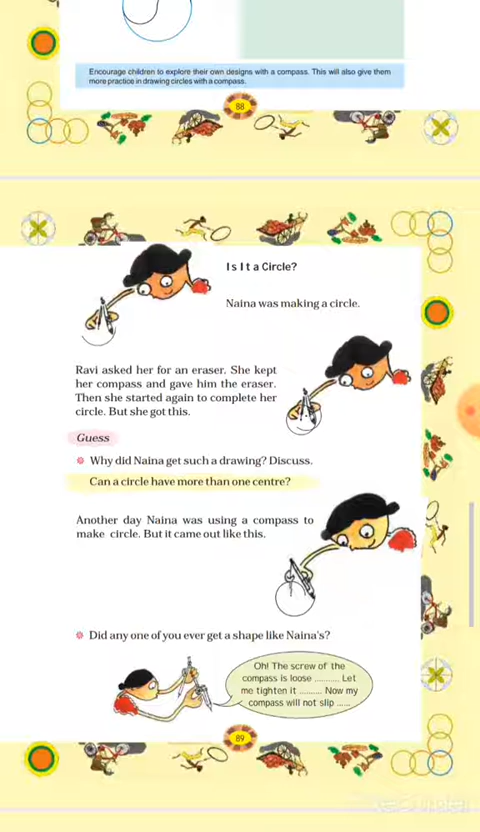 Encourage children to explore their own designs with a compass. This will also give them
more practice in drawing circles with a compass.
88
Is It a Circle?
Naina was making a circle.
Ravi asked her for an eraser. She kept
her compass and gave him the eraser.
Then she started again to complete her
circle. But she got this.
Guess
Why did Naina get such a drawing? Discuss.
Can a circle have more than one centre?
Another day Naina was using a compass to
make circle. But it came out like this.
Did any one of you ever get a shape like Naina's?
Oh! The screw of the
compass is loose .......... Let
me tighten it ......... Now my
compass will not slip .....
89